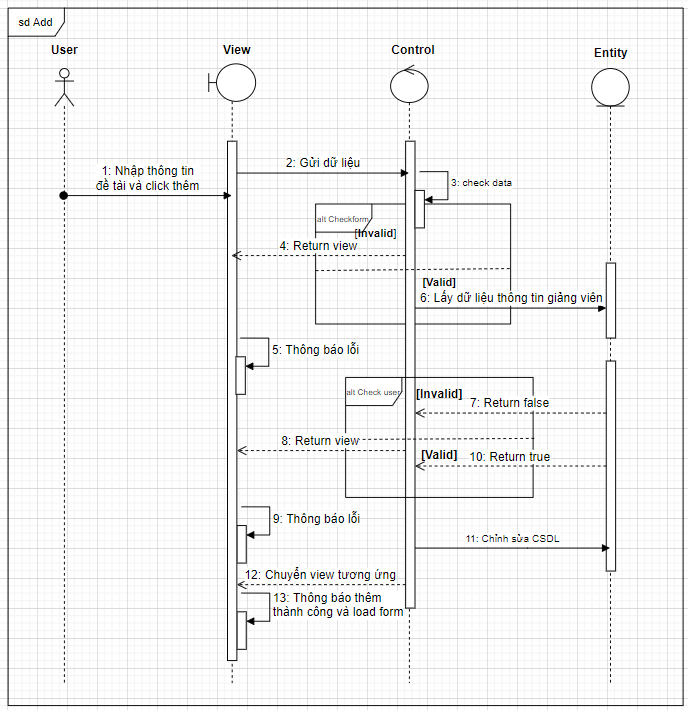 sd Add
User
View
Control
Entity
1: Nhập thông tin
đề tài và click thêm
2: Gửi dữ liệu
3: check data
alt Checkform
[Invalid]
4: Return view
[Valid]
6: Lấy dữ liệu thông tin giảng viên
5: Thông báo lỗi
alt Check user
[Invalid]
7: Return false
8: Return view
[Valid]
10: Return true
9: Thông báo lỗi
11: Chỉnh sửa CSDL
12: Chuyển view tương ứng
13: Thông báo thêm
thành công và load form